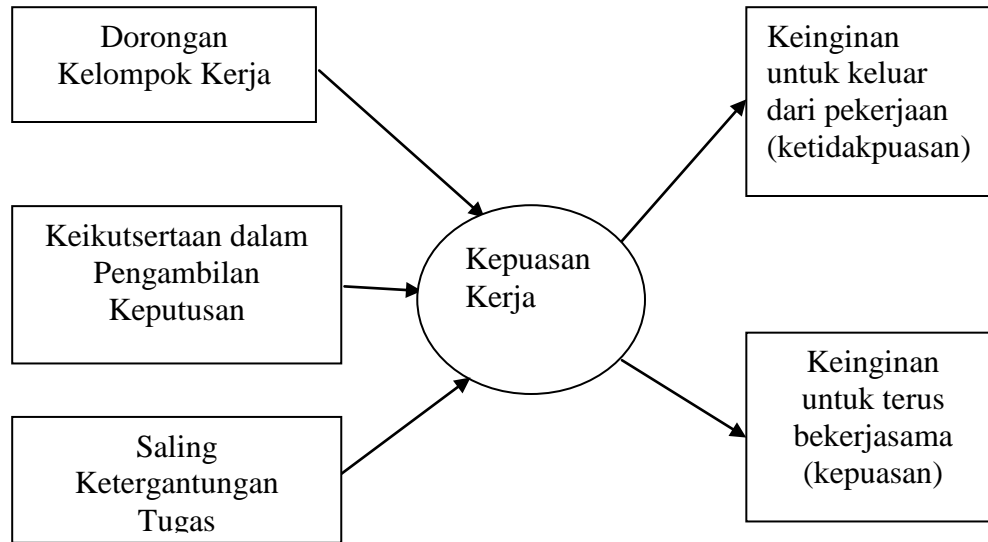 Dorongan
Kelompok Kerja
Keikutsertaan dalam
Pengambilan
Keputusan
Saling
Ketergantungan
Tugas
Kepuasan
Kerja
Keinginan
untuk keluar
dari pekerjaan
(ketidakpuasan)
Keinginan
untuk terus
bekerjasama
(kepuasan)